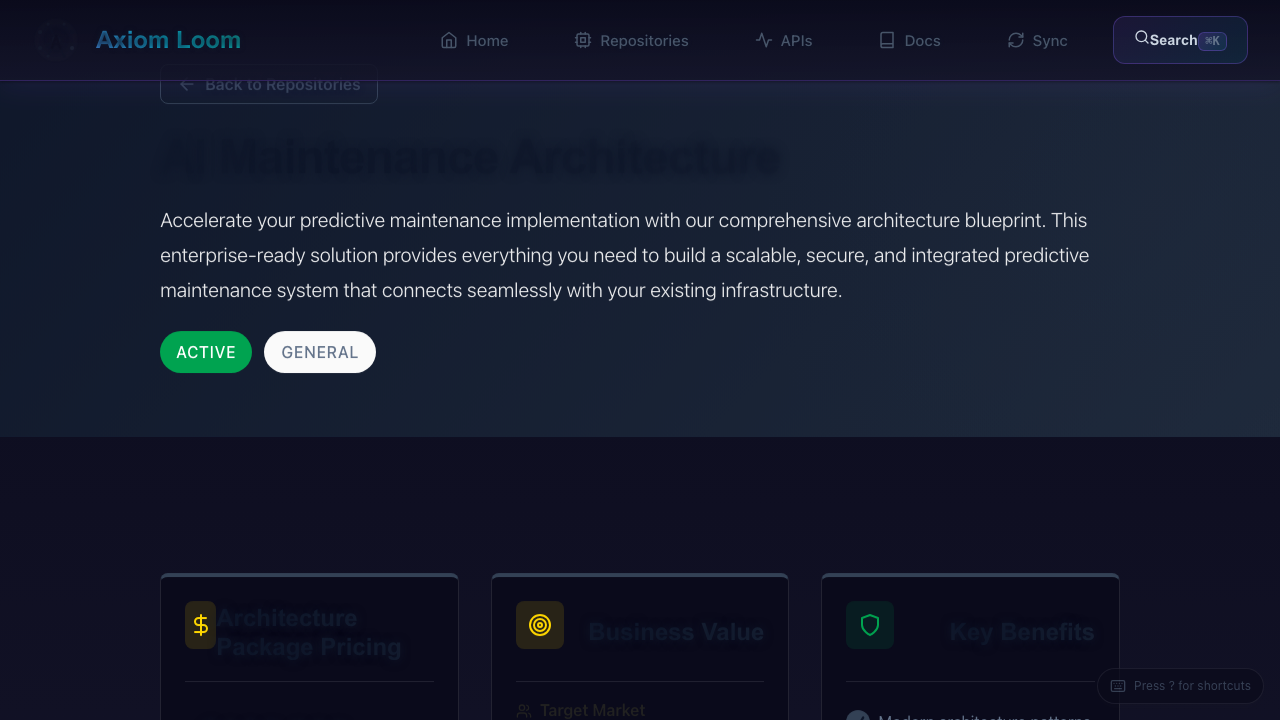 Axiom Loom
Home
Repositories
APIs
Docs
Sync
Search ⌘K
Back to Repositories
AI Maintenance Architecture
Accelerate your predictive maintenance implementation with our comprehensive architecture blueprint. This
enterprise-ready solution provides everything you need to build a scalable, secure, and integrated predictive
maintenance system that connects seamlessly with your existing infrastructure.
ACTIVE
GENERAL
Architecture
Package Pricing
Business Value
Key Benefits
Target Market
Modern architecture patterns
Press ? for shortcuts